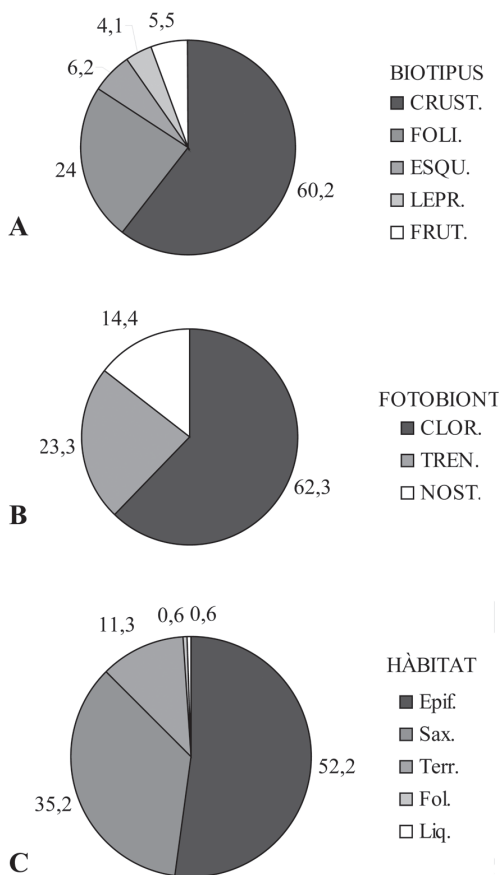 4,1
5,5
6,2
24
60,2
A
BIOTIPUS
CRUST.
FOLI.
ESQU.
LEPR.
FRUT.
14,4
23,3
62,3
B
FOTOBIONT
CLOR.
TREN.
NOST.
11,3
0,6
0,6
52,2
35,2
C
HÀBITAT
Epif.
Sax.
Terr.
Fol.
Liq.